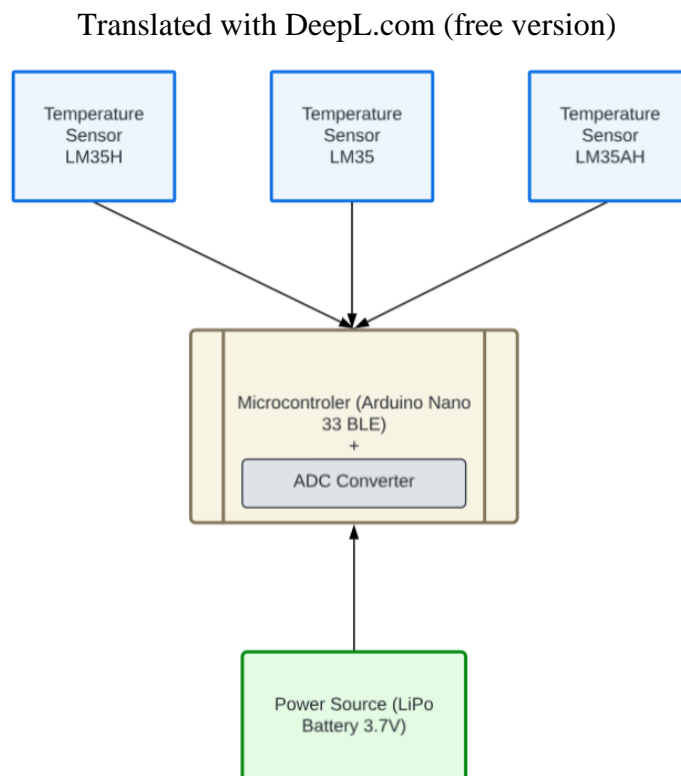 Translated with DeepL.com (free version)
Temperature
Sensor
LM35H
Temperature
Sensor
LM35
Temperature
Sensor
LM35AH
Microcontroler (Arduino Nano
33 BLE)
+
ADC Converter
Power Source (LiPo
Battery 3.7V)